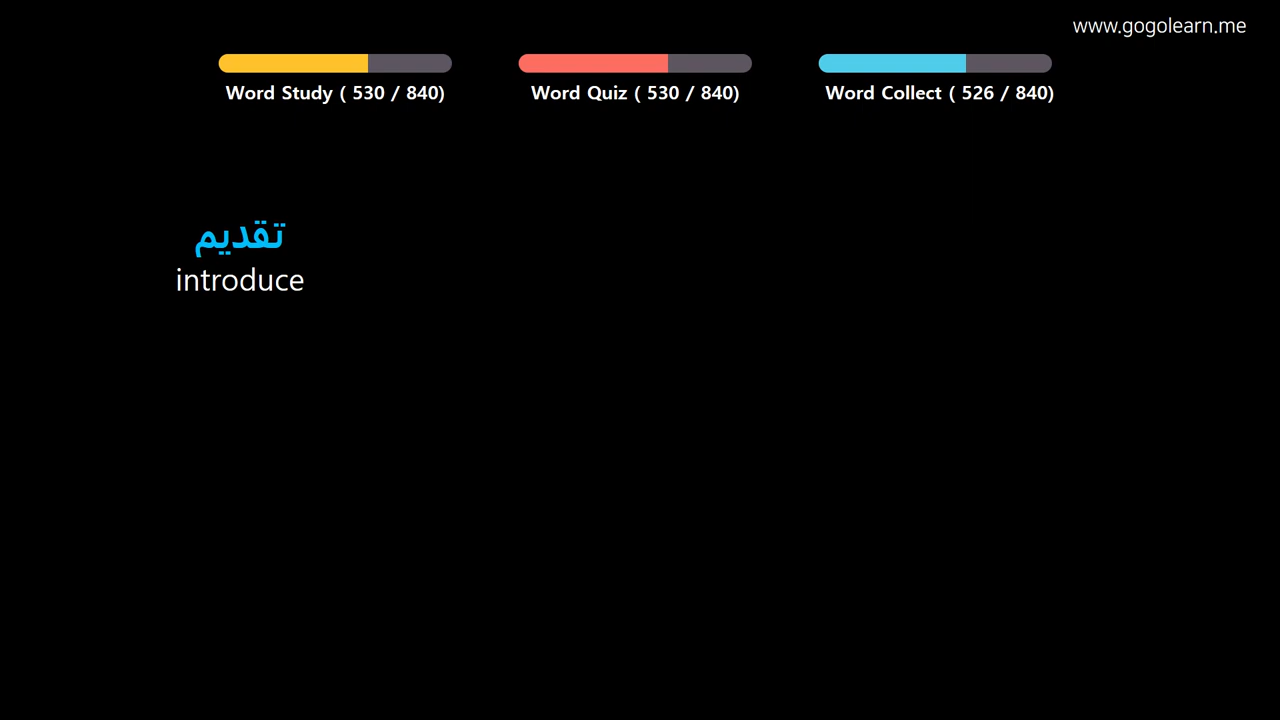 www.gogolearn.me
Word Study ( 530 / 840)
Word Quiz ( 530 / 840)
Word Collect ( 526 / 840)
تقديم
introduce